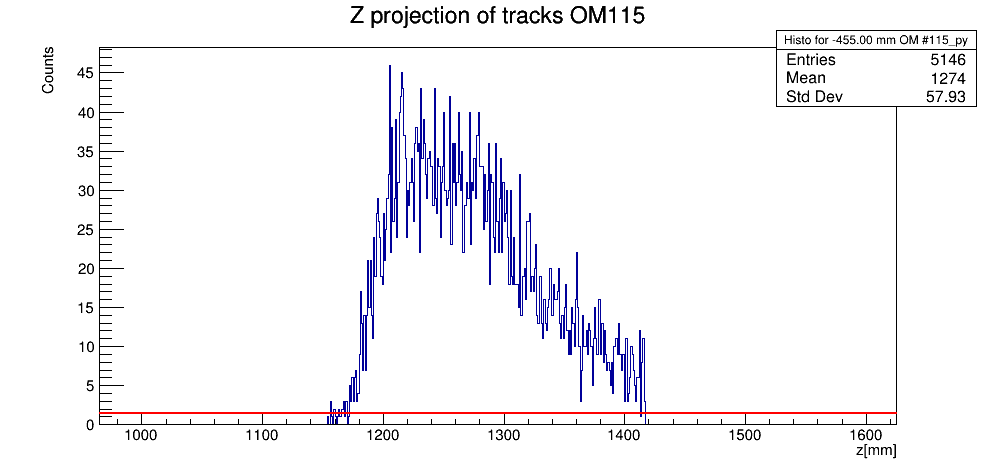 Z projection of tracks OM115
Histo for -455.00 mm OM #115_py
Entries 5146
Mean 1274
Std Dev 57.93
Counts
45
40
35
30
25
20
15
10
5
0
1000 1100 1200 1300 1400 1500 1600
z[mm]